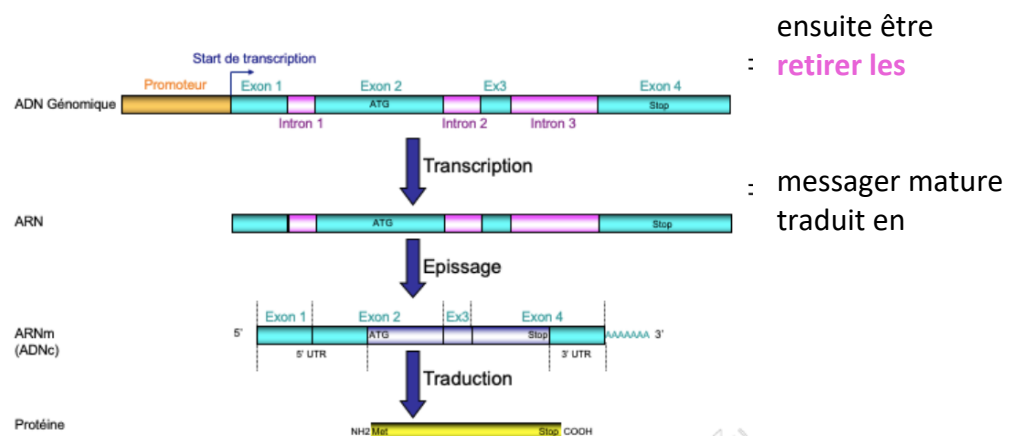 ensuite être
: retirer les
Start de transcription
Promoteur Exon 1 Exon 2 Ex3 Exon 4
ADN Génomique ATG Stop
Intron 1 Intron 2 Intron 3
Transcription
: messager mature
traduit en
ARN ATG Stop
Epissage
Exon 1 Exon 2 Ex3 Exon 4
ARNm 5' ATG Stop AAAAAAA 3'
(ADNc) 5' UTR 3' UTR
Traduction
Protéine NH2 Met Stop COOH